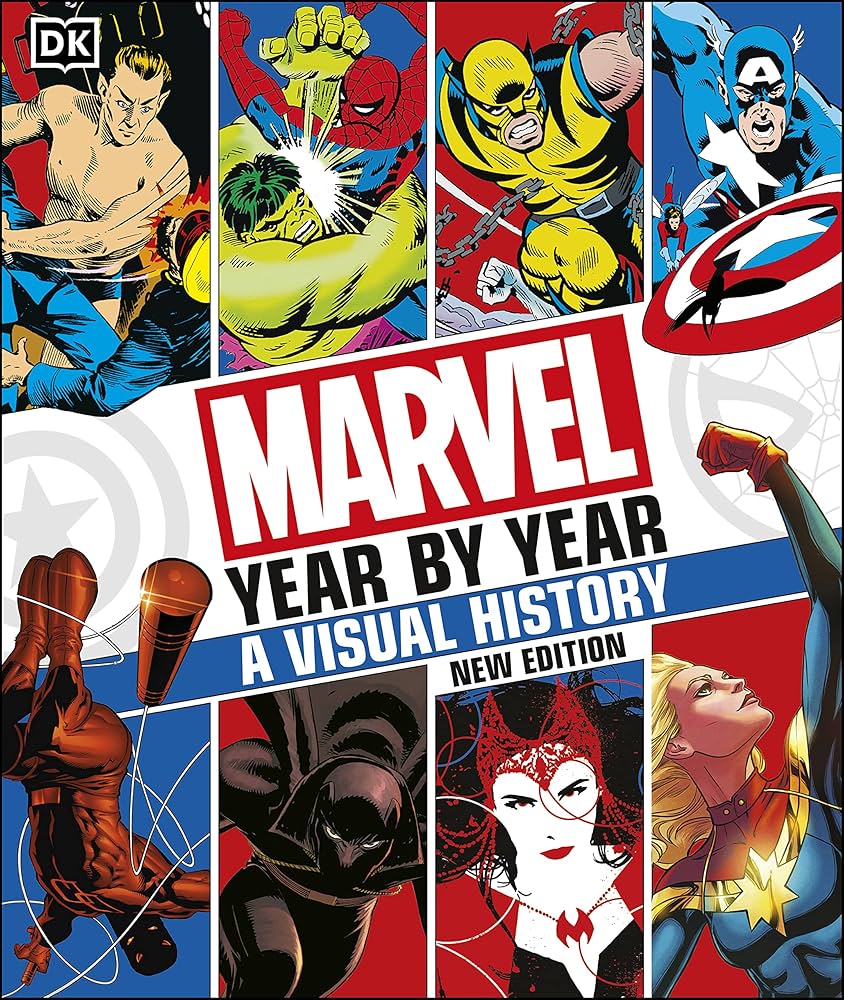 DK
A
MARVEL
YEAR BY YEAR
A VISUAL HISTORY
NEW EDITION